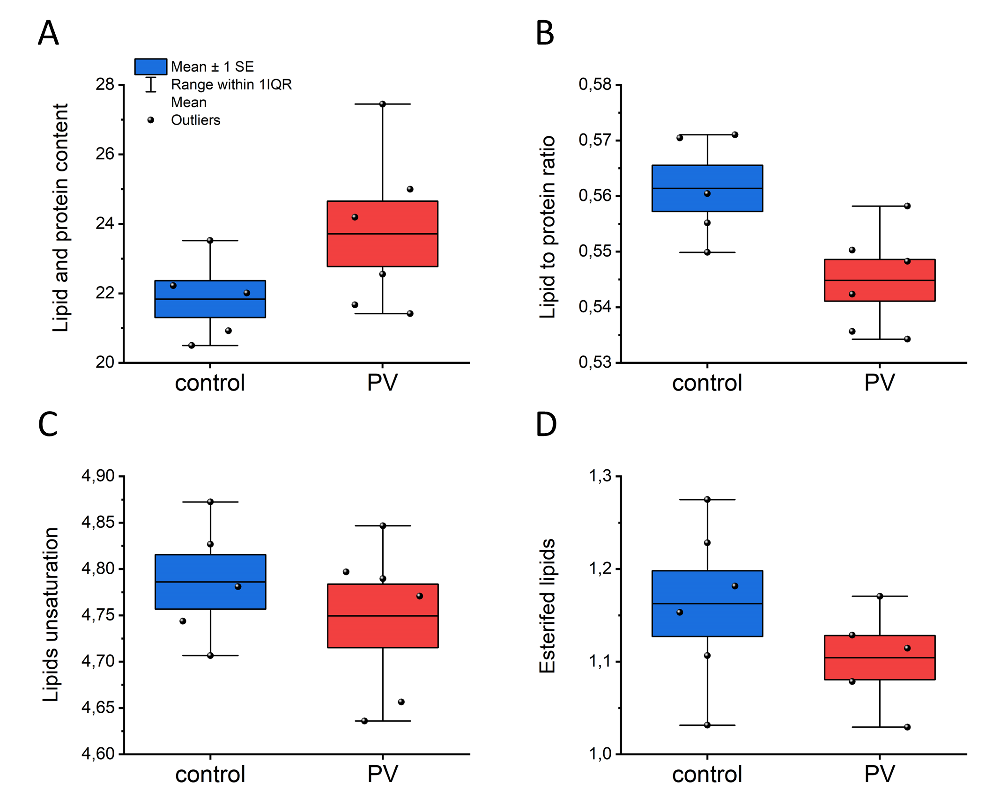 A
Mean ± 1 SE
Range within 1IQR
Mean
Outliers
28
26
24
22
20
Lipid and protein content
control
PV
B
0,58
0,57
0,56
0,55
0,54
0,53
Lipid to protein ratio
control
PV
C
4,90
4,85
4,80
4,75
4,70
4,65
4,60
Lipids unsaturation
control
PV
D
1,3
1,2
1,1
1,0
Esterifed lipids
control
PV